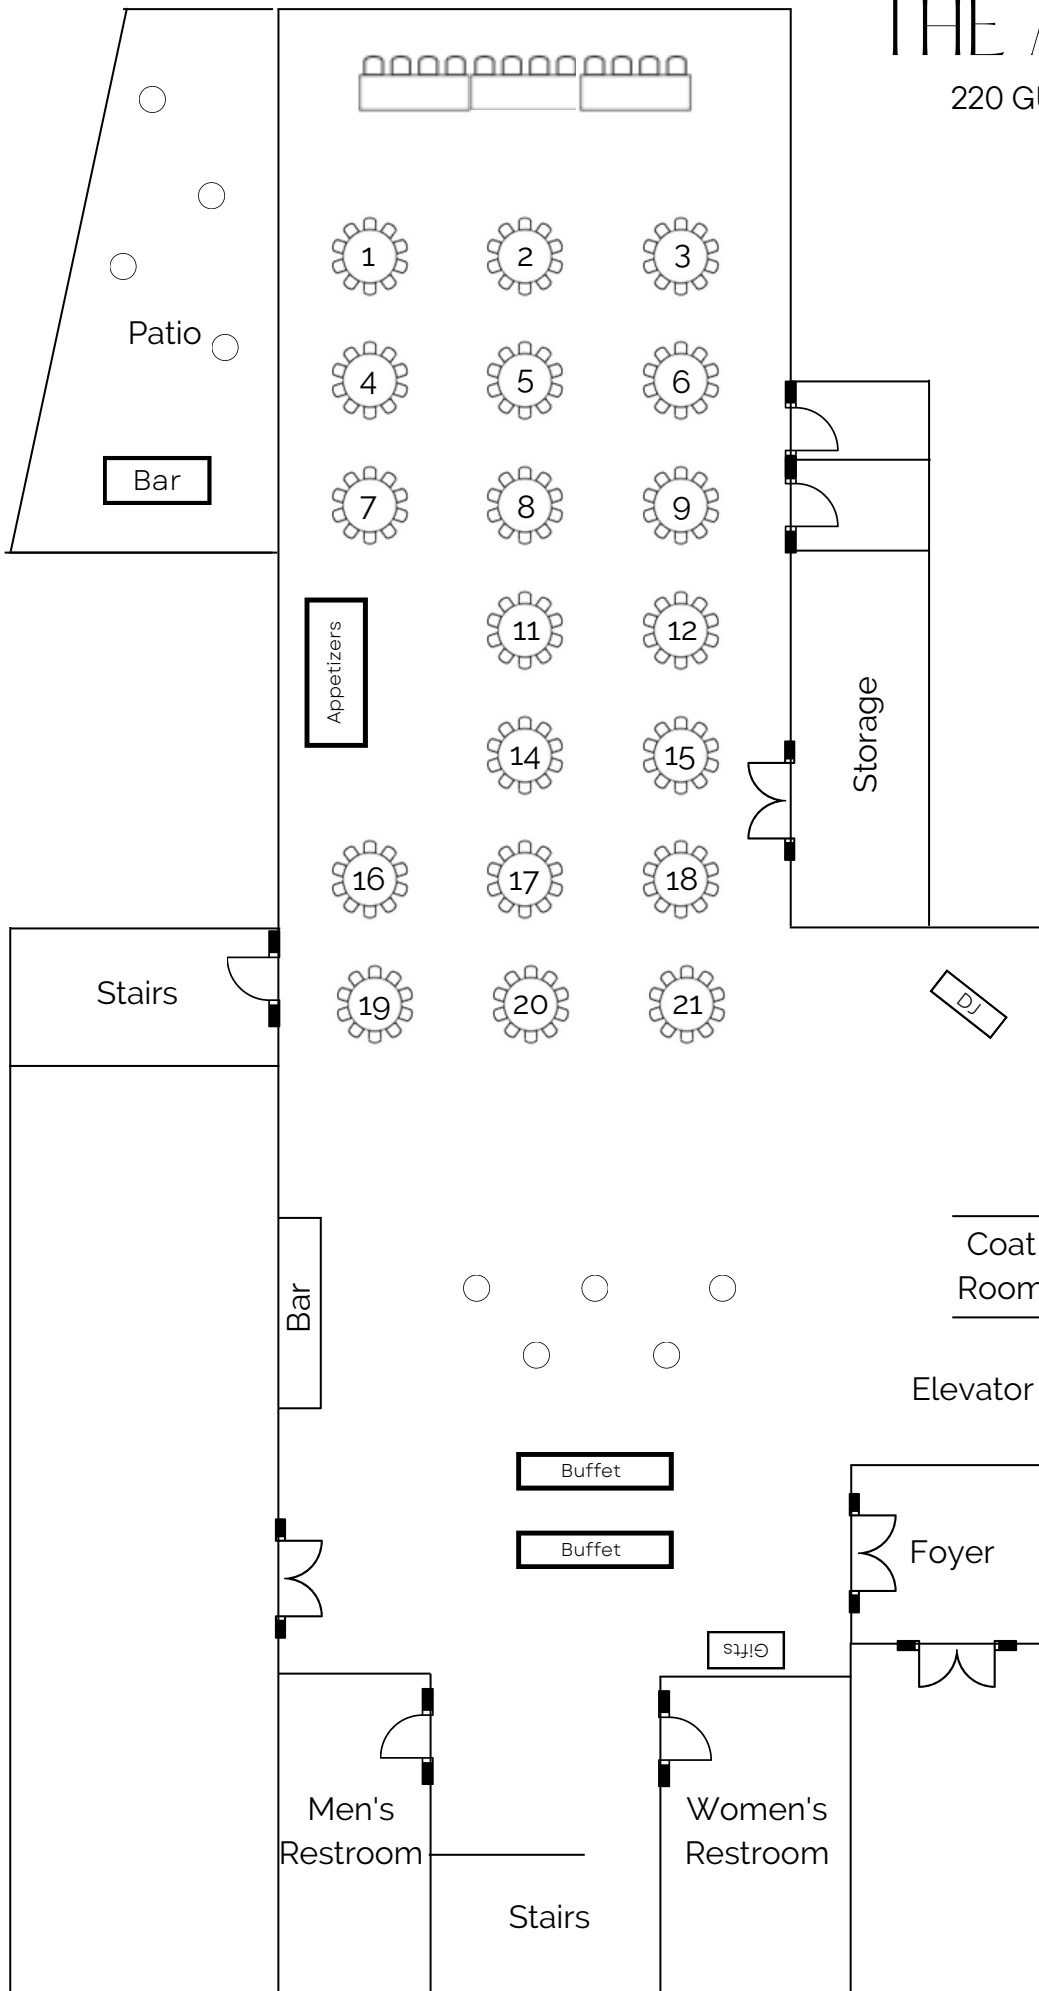 THE
220 GU
1
2
3
Patio
4
5
6
Bar
7
8
9
Appetizers
11
12
14
15
Storage
16
17
18
Stairs
19
20
21
DJ
Bar
Coat
Room
Elevator
Buffet
Buffet
Foyer
Gifts
Men's
Restroom
Women's
Restroom
Stairs